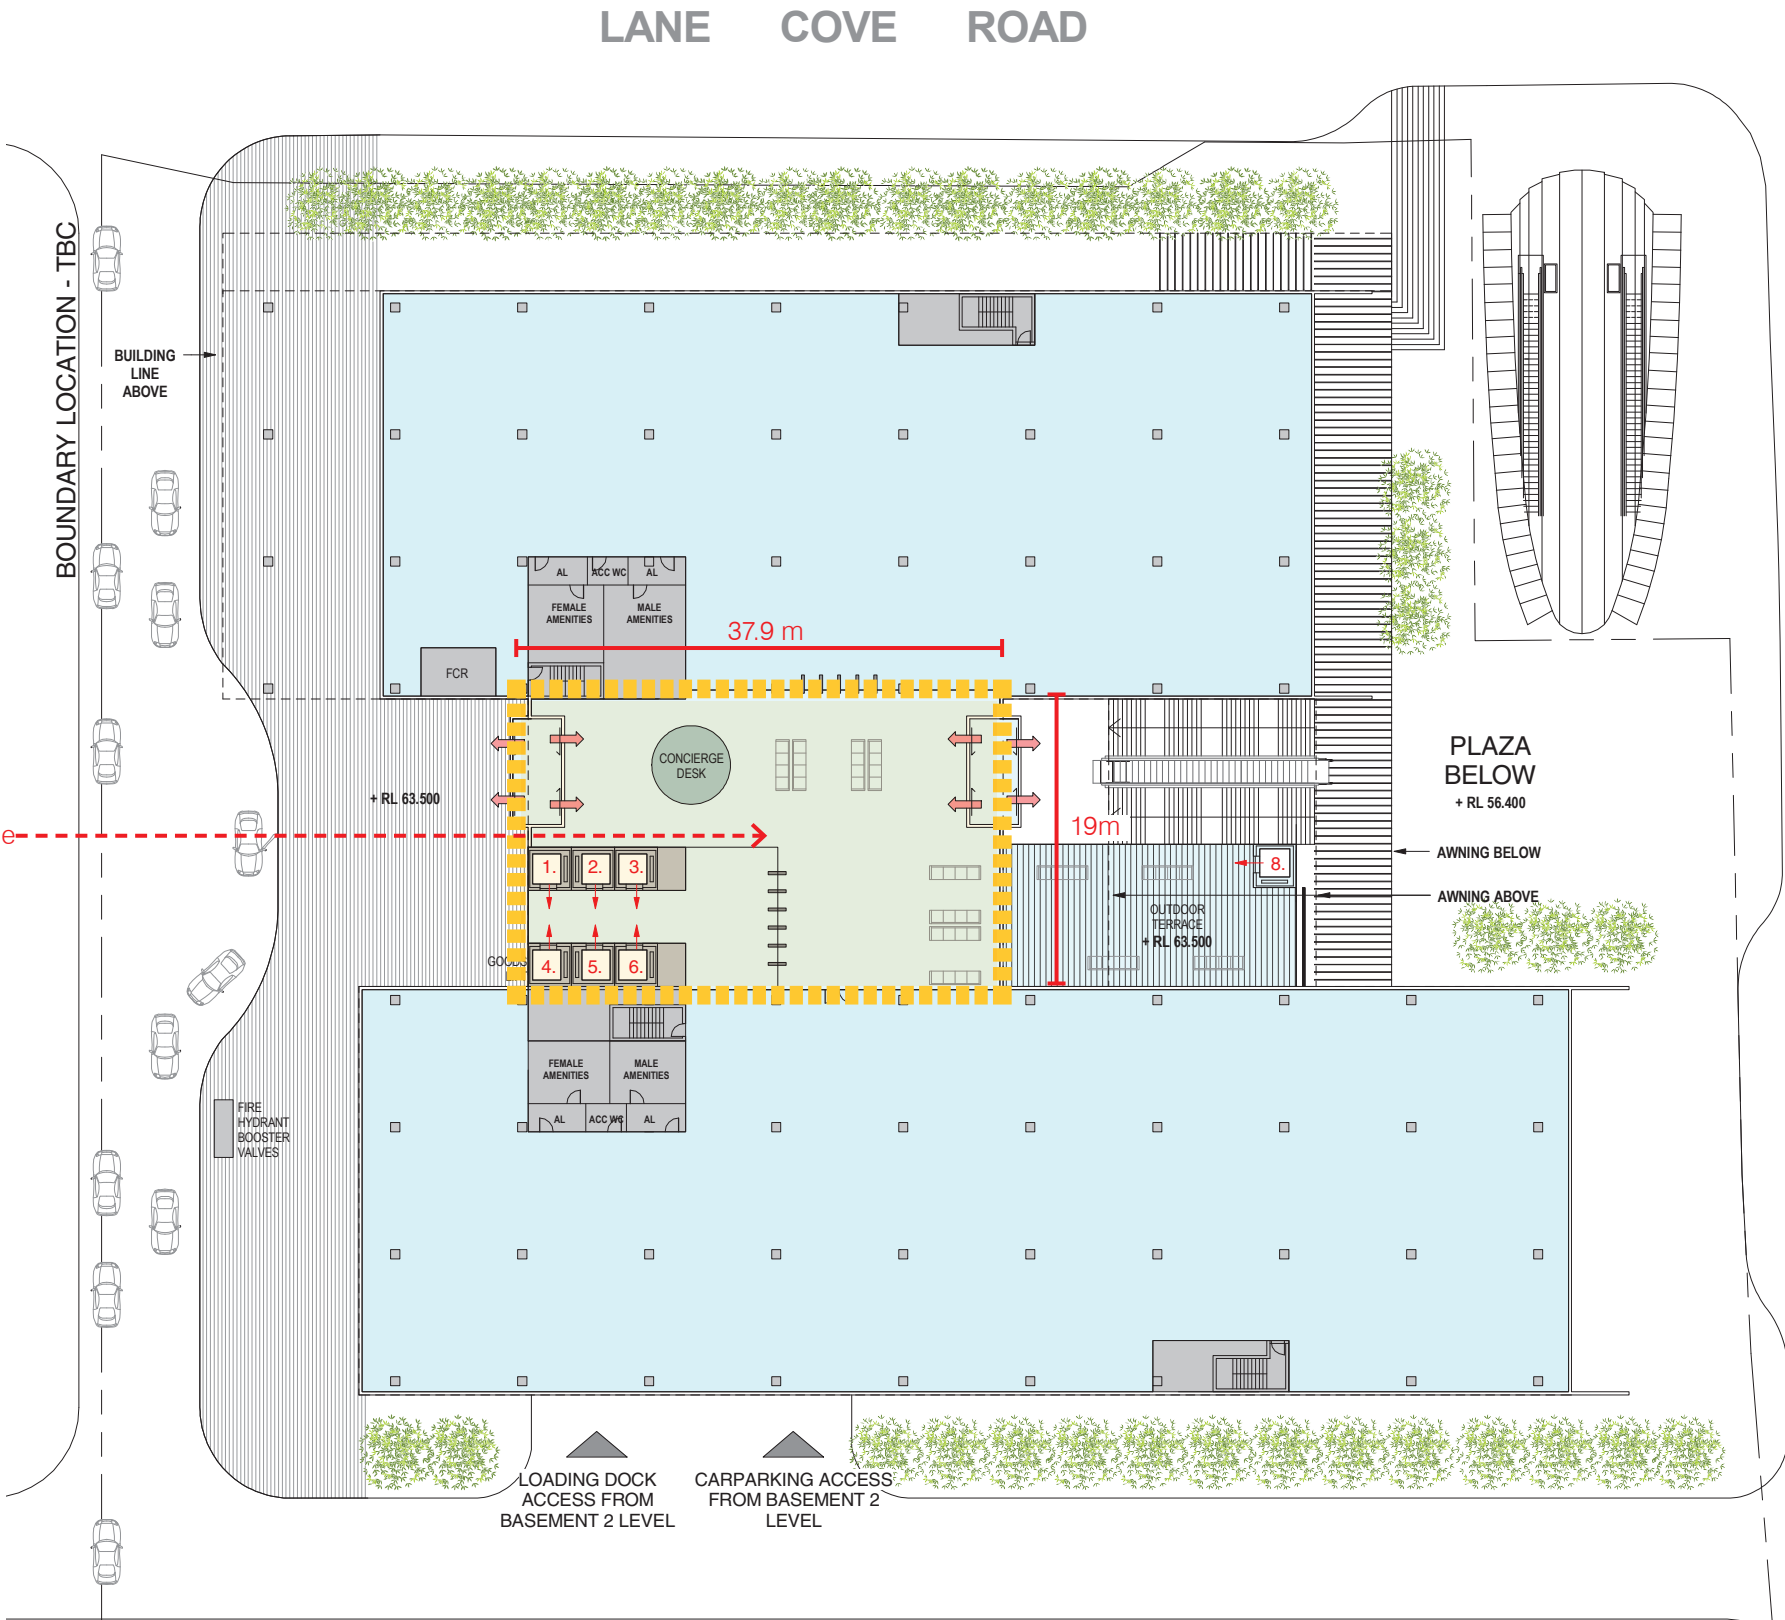 LANE COVE ROAD
BOUNDARY LOCATION - TBC
BUILDING
LINE
ABOVE
AL
ACC WC
AL
FEMALE
AMENITIES
MALE
AMENITIES
37.9 m
FCR
CONCIERGE
DESK
+ RL 63.500
PLAZA
BELOW
+ RL 56.400
e
19m
1.
2.
3.
8.
AWNING BELOW
AWNING ABOVE
OUTDOOR
TERRACE
+ RL 63.500
GOODS
4.
5.
6.
FEMALE
AMENITIES
MALE
AMENITIES
AL
ACC WC
AL
FIRE
HYDRANT
BOOSTER
VALVES
LOADING DOCK
ACCESS FROM
BASEMENT 2 LEVEL
CARPARKING ACCESS
FROM BASEMENT 2
LEVEL